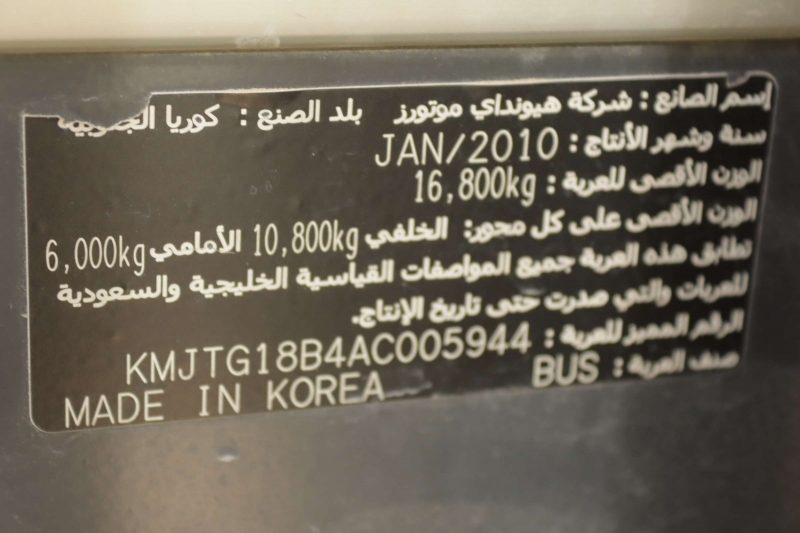 إسم الصانع : شركة هيونداي موتورز بلد الصنع : كوريا الجنوبية
سنة وشهر الأنتاج : JAN/2010
الوزن الأقصى للعربة : 16,800kg
الوزن الأقصى على كل محور: الخلفي 10,800kg الأمامي 6,000kg
تطابق هذه العربة جميع المواصفات القياسية الخليجية والسعودية
للعربات والتي صدرت حتى تاريخ الإنتاج.
الرقم المميز للعربة : KMJTG18B4AC005944
صنف العربة : BUS MADE IN KOREA